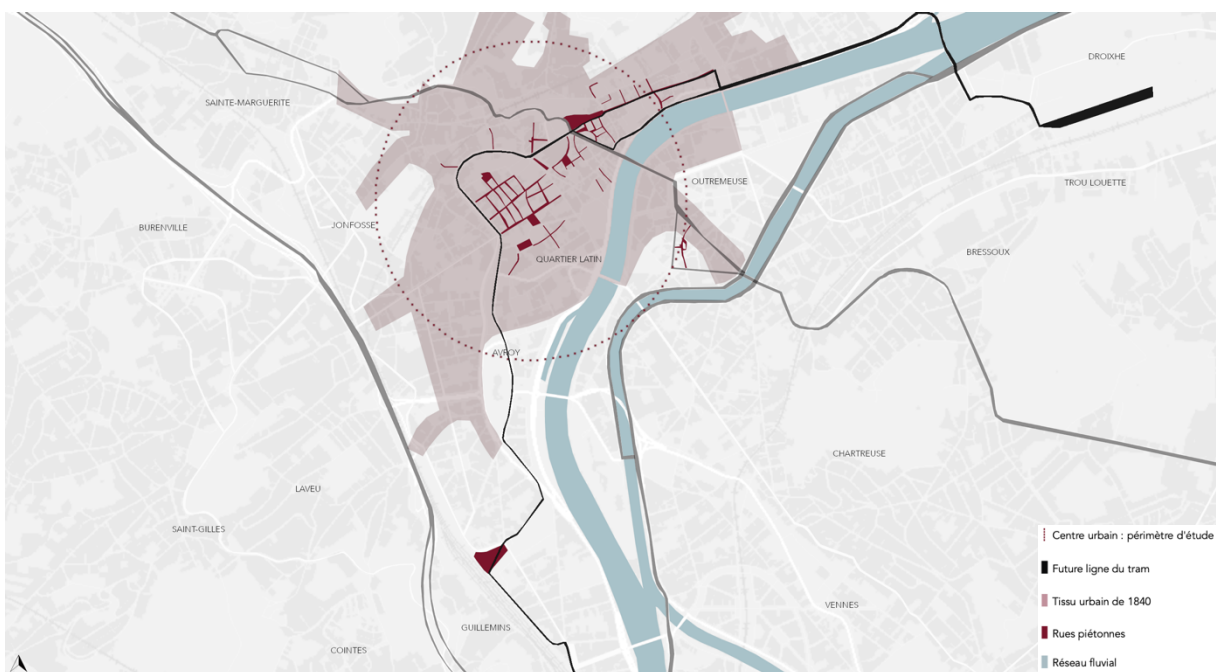 DROIXHE
SAINTE-MARGUERITE
OUTREMEUSE
TROU LOUETTE
BURENVILLE
JONFOSSE
BRESSOUX
QUARTIER LATIN
AVROY
CHARTREUSE
LAVEU
SAINT-GILLES
Centre urbain : périmètre d'étude
Future ligne du tram
Tissu urbain de 1840
VENNES
GUILLEMINS
Rues piétonnes
COINTES
Réseau fluvial